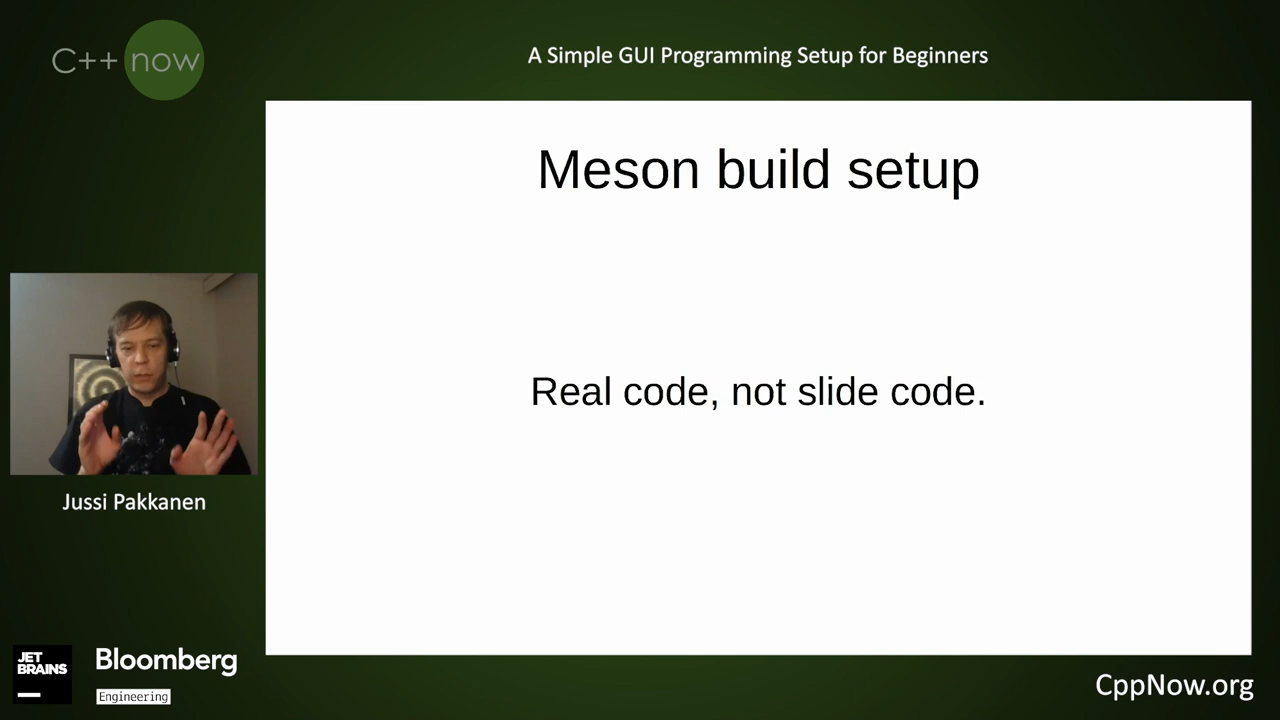 C++ now
A Simple GUI Programming Setup for Beginners
Meson build setup
Real code, not slide code.
Jussi Pakkanen
JET
BRAINS
Bloomberg
Engineering
CppNow.org